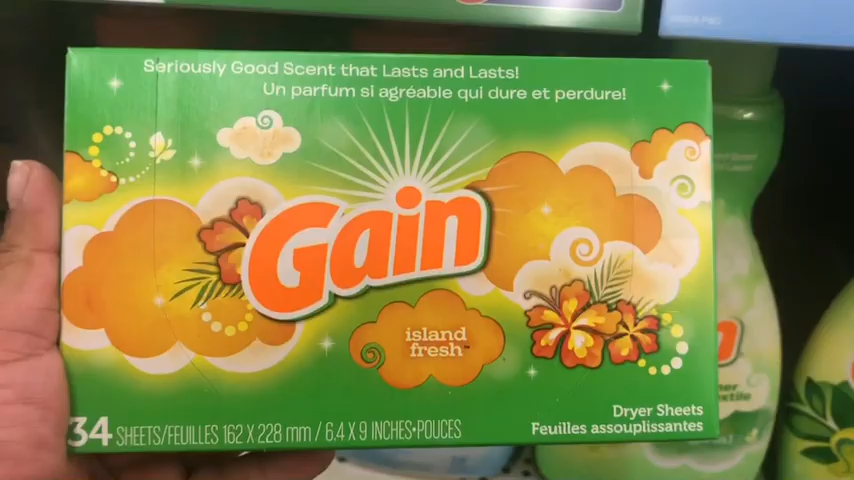 Seriously Good Scent that Lasts and Lasts!
Un parfum si agréable qui dure et perdure!
Gain
island
fresh™
34 SHEETS/FEUILLES 162 X 228 mm / 6.4 X 9 INCHES•POUCES
Dryer Sheets
Feuilles assouplissantes